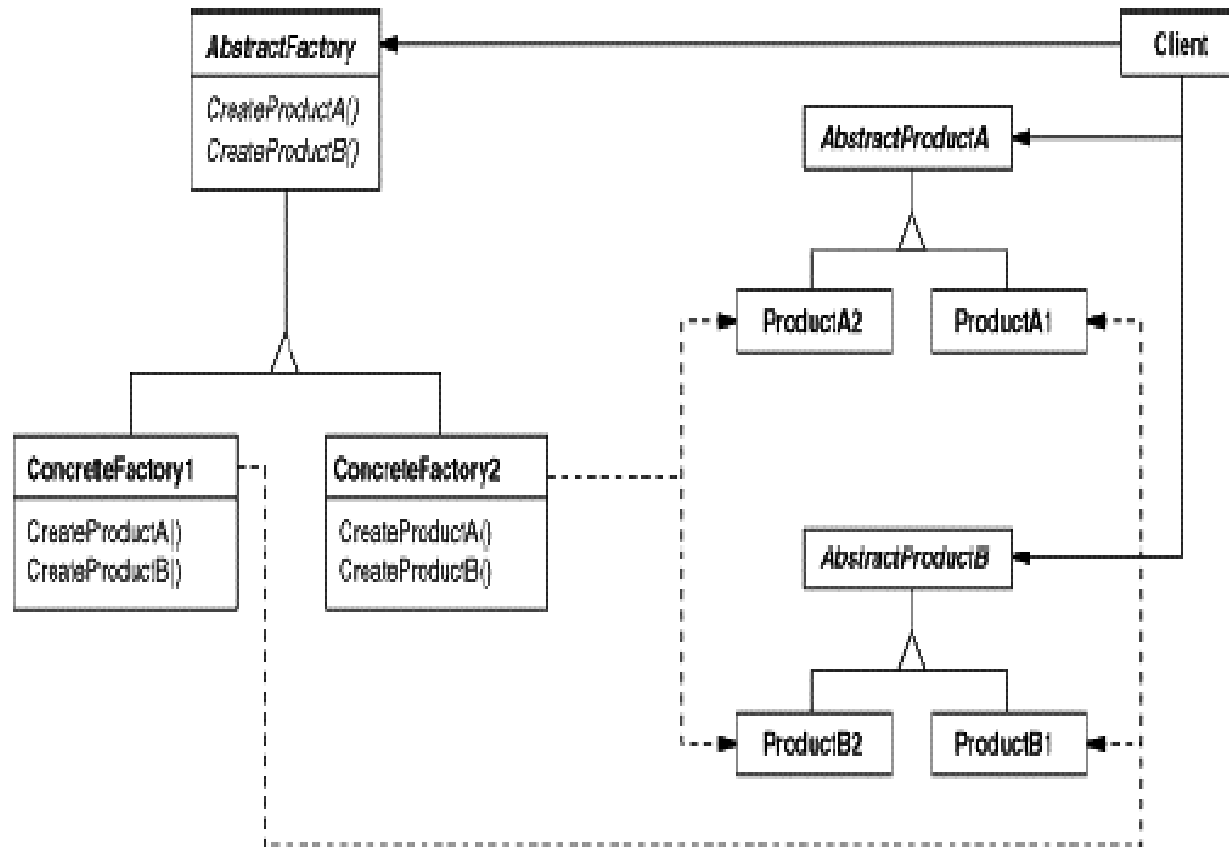 AbstractFactory
CreateProductA()
CreateProductB()
Client
AbstractProductA
ProductA2
ProductA1
ConcreteFactory1
CreateProductA()
CreateProductB()
ConcreteFactory2
CreateProductA()
CreateProductB()
AbstractProductB
ProductB2
ProductB1